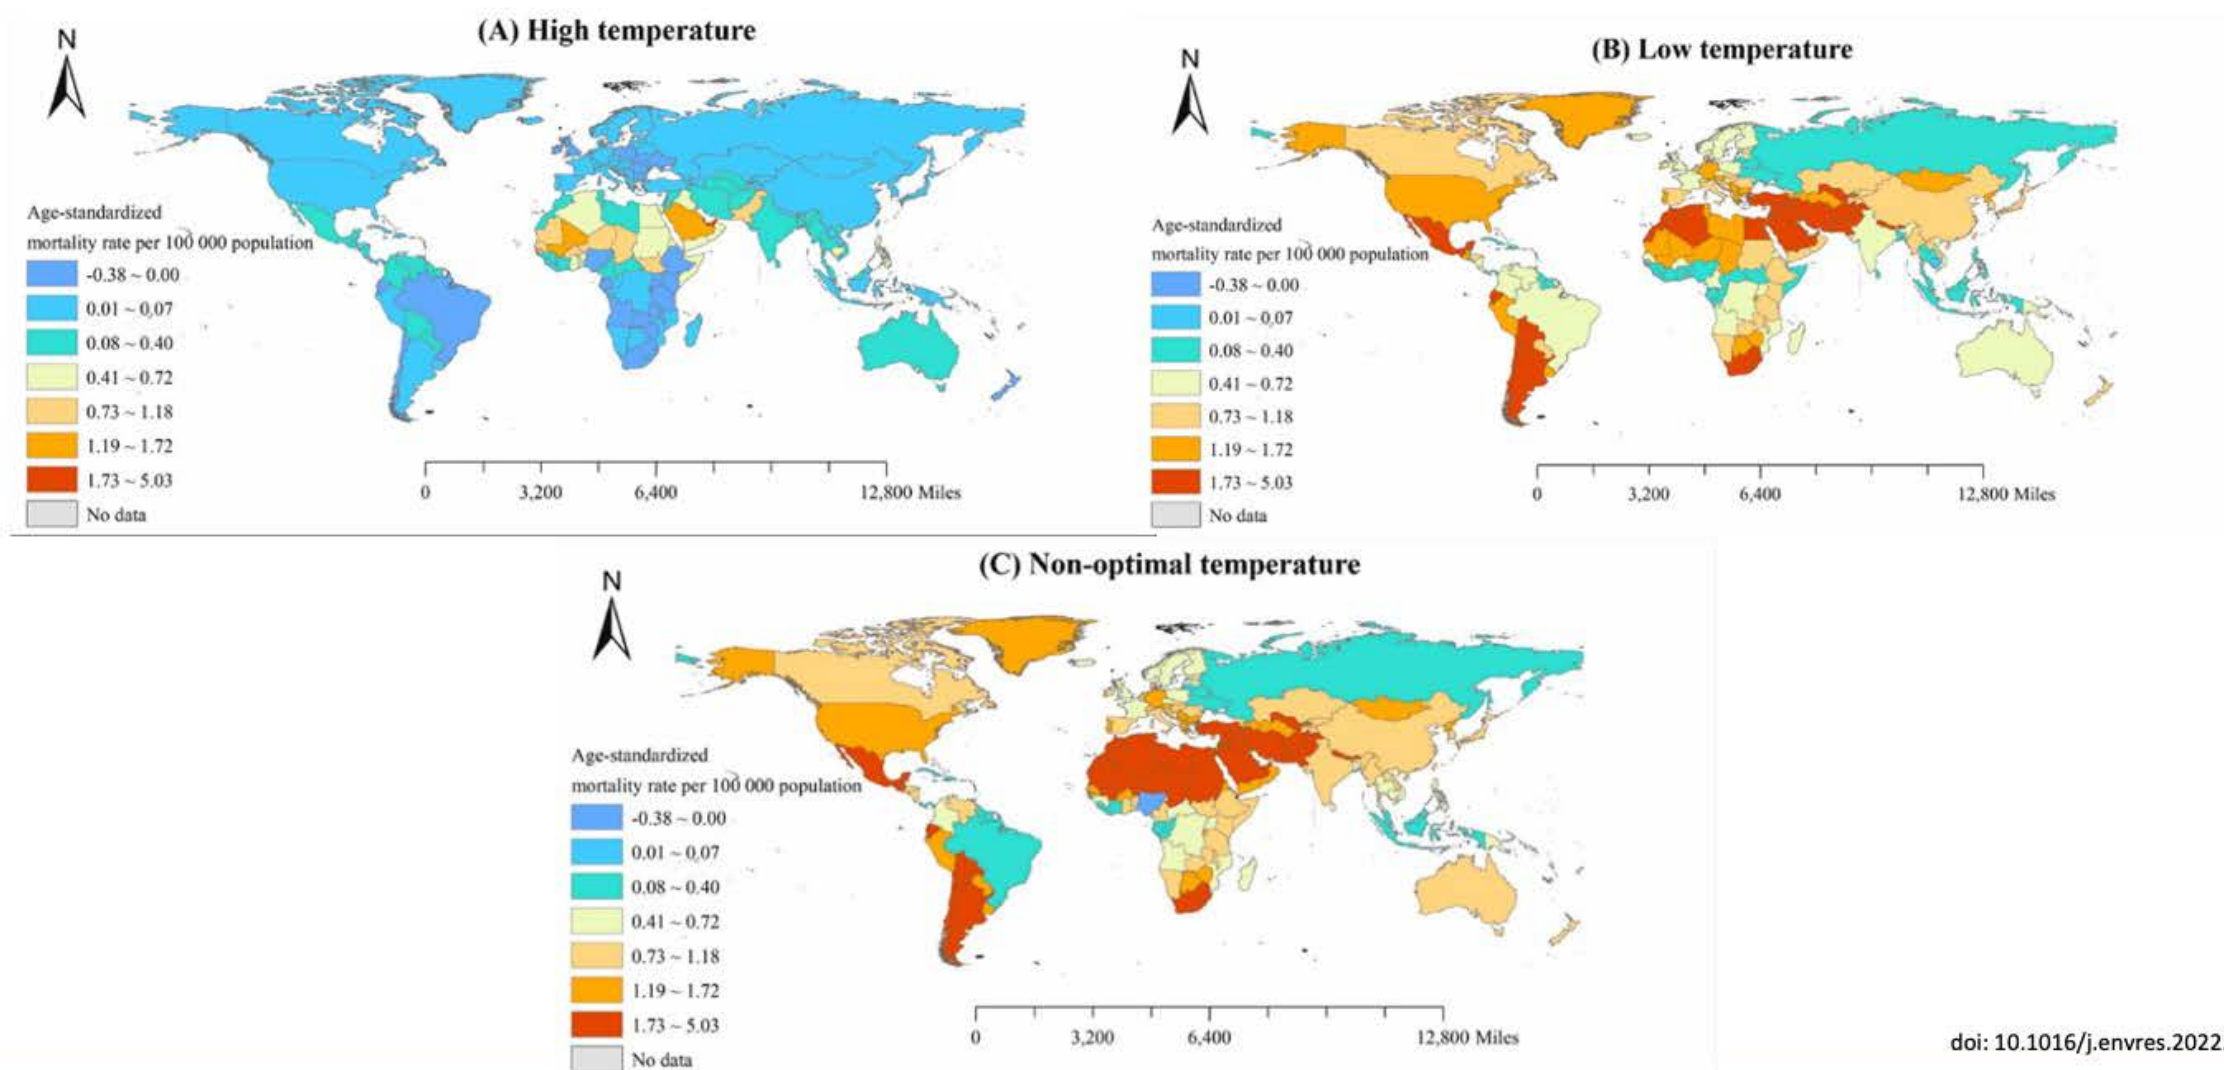 (A) High temperature
N
Age-standardized
mortality rate per 100 000 population
-0.38 ~ 0.00
0.01 ~ 0.07
0.08 ~ 0.40
0.41 ~ 0.72
0.73 ~ 1.18
1.19 ~ 1.72
1.73 ~ 5.03
No data
0 3,200 6,400 12,800 Miles
(B) Low temperature
N
Age-standardized
mortality rate per 100 000 population
-0.38 ~ 0.00
0.01 ~ 0.07
0.08 ~ 0.40
0.41 ~ 0.72
0.73 ~ 1.18
1.19 ~ 1.72
1.73 ~ 5.03
No data
0 3,200 6,400 12,800 Miles
(C) Non-optimal temperature
N
Age-standardized
mortality rate per 100 000 population
-0.38 ~ 0.00
0.01 ~ 0.07
0.08 ~ 0.40
0.41 ~ 0.72
0.73 ~ 1.18
1.19 ~ 1.72
1.73 ~ 5.03
No data
0 3,200 6,400 12,800 Miles
doi: 10.1016/j.envres.2022